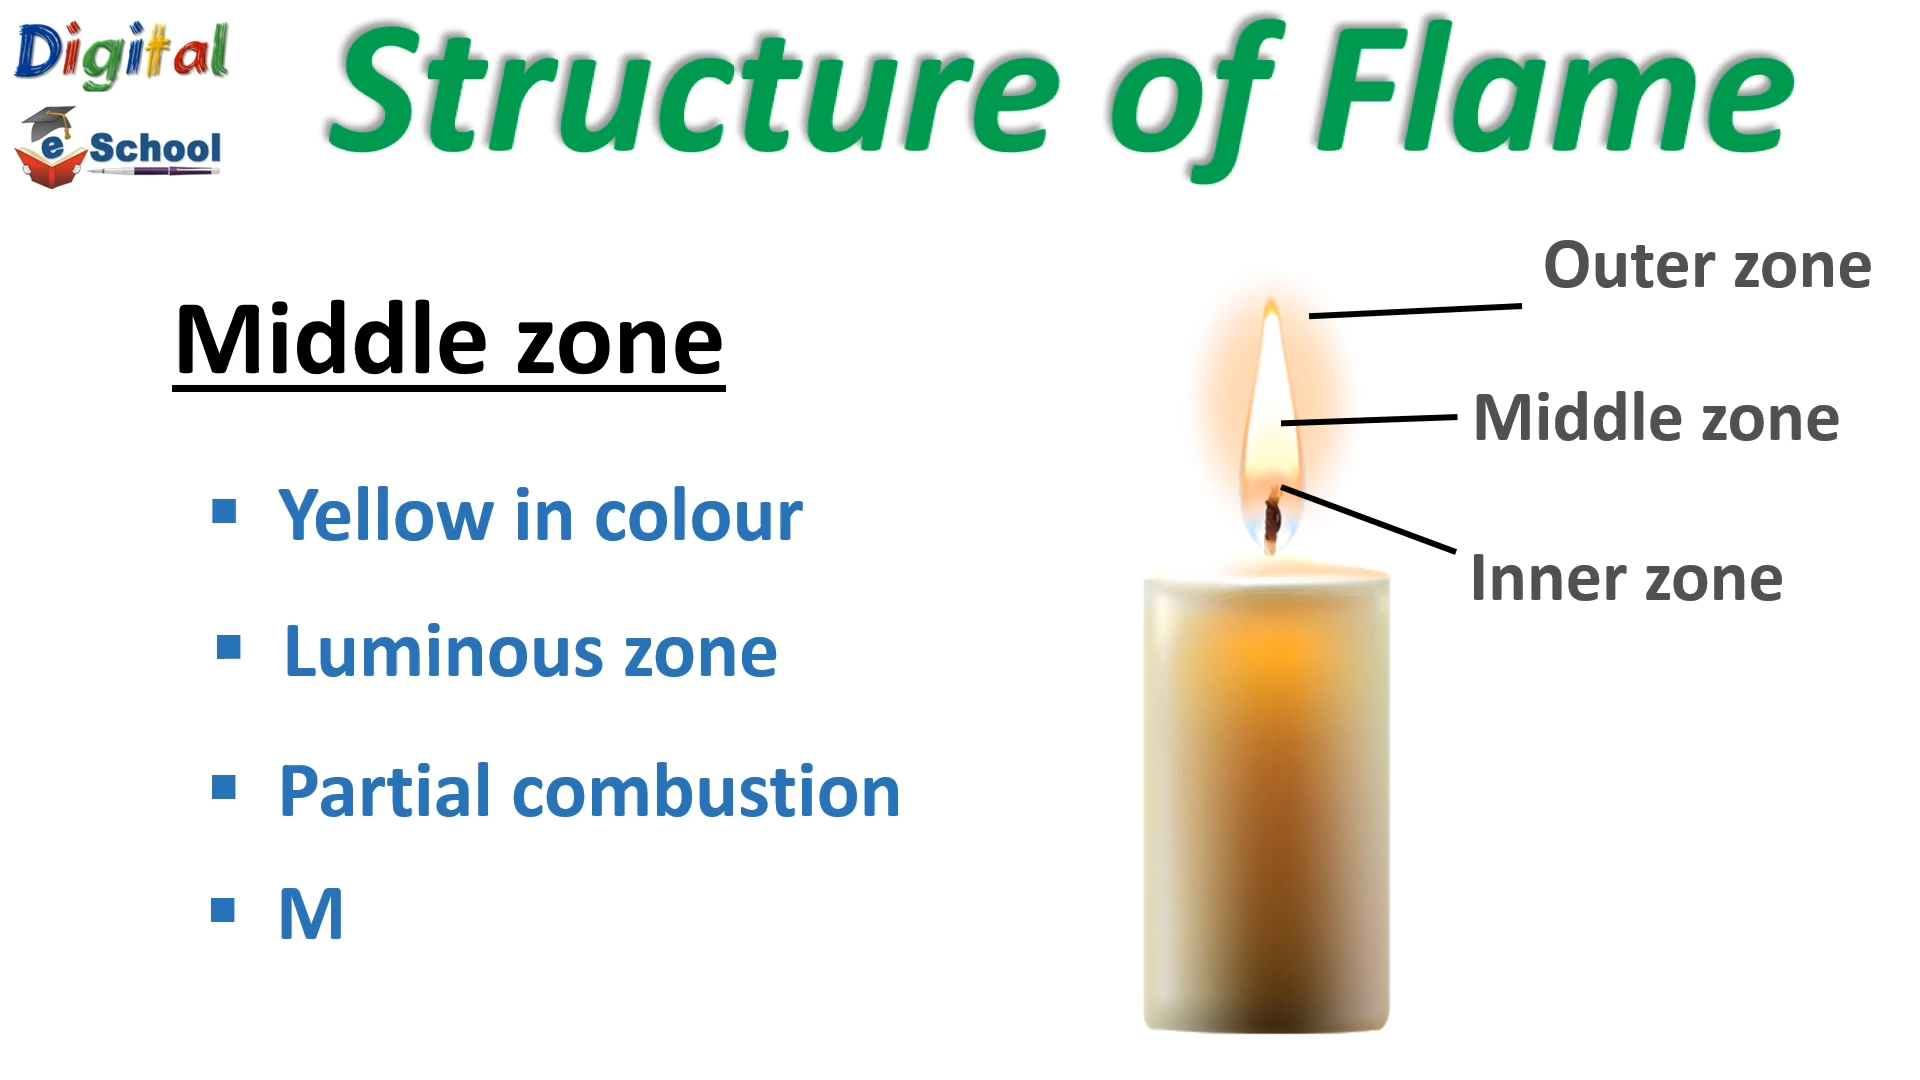 Digital
e School
Structure of Flame
Outer zone
Middle zone
Middle zone
Inner zone
Yellow in colour
Luminous zone
Partial combustion
M